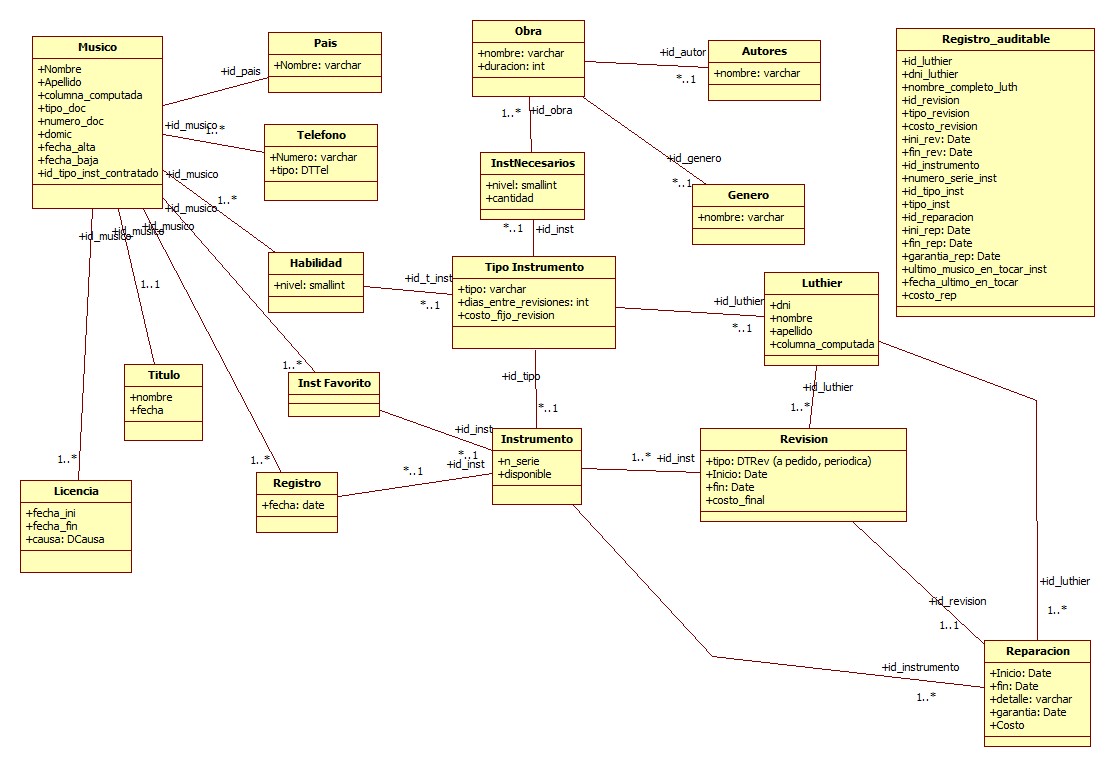 Musico
+Nombre
+Apellido
+columna_computada
+tipo_doc
+numero_doc
+domic
+fecha_alta
+fecha_baja
+id_tipo_inst_contratado
Pais
+Nombre: varchar
+id_pais
Telefono
+Numero: varchar
+tipo: DTTel
+id_musico
1..*
Obra
+nombre: varchar
+duracion: int
Autores
+nombre: varchar
+id_autor
*..1
Registro_auditable
+id_luthier
+dni_luthier
+nombre_completo_luth
+id_revision
+tipo_revision
+costo_revision
+ini_rev: Date
+fin_rev: Date
+id_instrumento
+numero_serie_inst
+id_tipo_inst
+tipo_inst
+id_reparacion
+ini_rep: Date
+fin_rep: Date
+garantia_rep: Date
+ultimo_musico_en_tocar_inst
+fecha_ultimo_en_tocar
+costo_rep
1..*
+id_obra
InstNecesarios
+nivel: smallint
+cantidad
*..1
+id_inst
+id_genero
*..1
Genero
+nombre: varchar
+id_musico
1..*
+id_musico
+id_musico
+id_musico
+id_musico
Habilidad
+nivel: smallint
+id_t_inst
*..1
Tipo Instrumento
+tipo: varchar
+dias_entre_revisiones: int
+costo_fijo_revision
+id_luthier
*..1
Luthier
+dni
+nombre
+apellido
+columna_computada
1..1
Titulo
+nombre
+fecha
1..*
Inst Favorito
+id_tipo
*..1
+id_luthier
1..*
Instrumento
+n_serie
+disponible
+id_inst
*..1
+id_inst
*..1
1..*
+id_inst
Revision
+tipo: DTRev (a pedido, periodica)
+Inicio: Date
+fin: Date
+costo_final
1..*
Licencia
+fecha_ini
+fecha_fin
+causa: DCausa
1..*
Registro
+fecha: date
+id_revision
1..1
+id_luthier
1..*
+id_instrumento
1..*
Reparacion
+Inicio: Date
+fin: Date
+detalle: varchar
+garantia: Date
+Costo